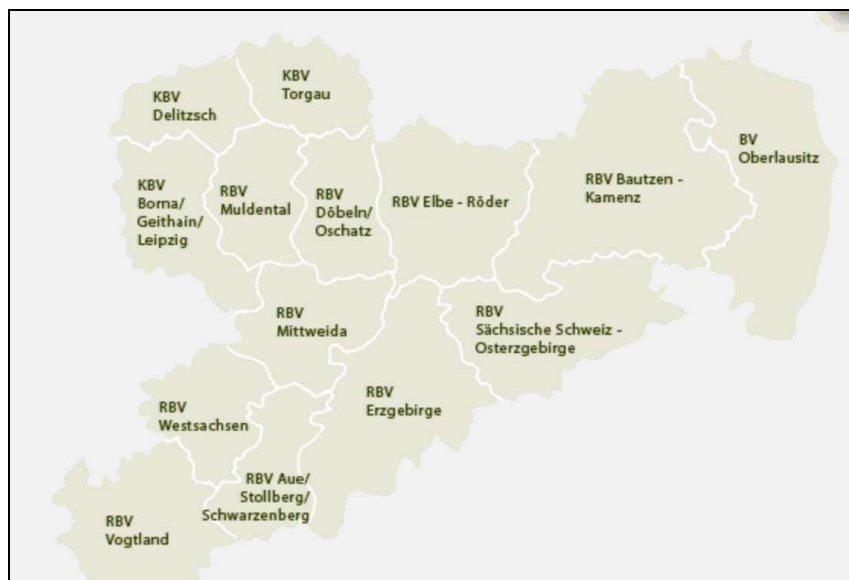 KBV
Delitzsch
KBV
Torgau
BV
Oberlausitz
KBV
Borna/
Geithain/
Leipzig
RBV
Muldental
RBV
Döbeln/
Oschatz
RBV Elbe - Röder
RBV Bautzen -
Kamenz
RBV
Mittweida
RBV
Sächsische Schweiz -
Osterzgebirge
RBV
Westsachsen
RBV
Erzgebirge
RBV Aue/
Stollberg/
Schwarzenberg
RBV
Vogtland